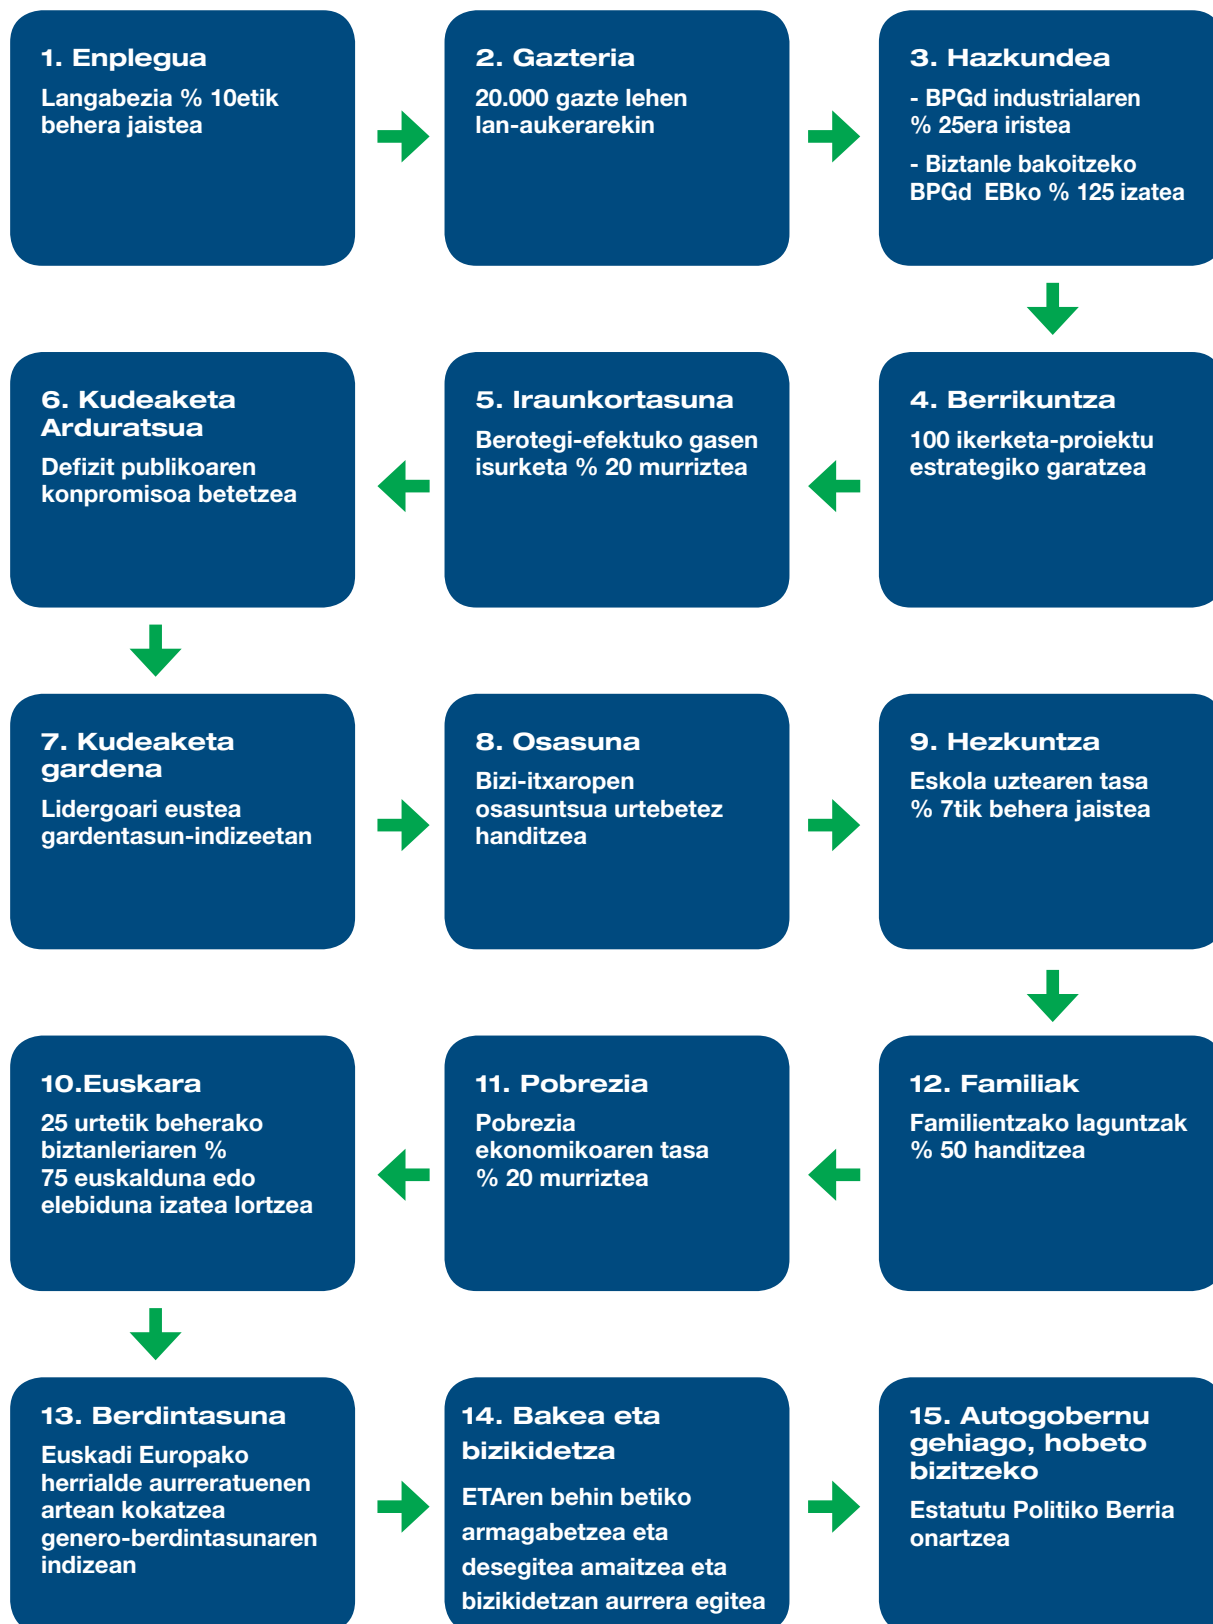 1. Enplegua
Langabezia % 10etik
behera jaistea
2. Gazteria
20.000 gazte lehen
lan-aukerarekin
3. Hazkundea
- BPGd industrialaren
% 25era iristea
- Biztanle bakoitzeko
BPGd EBko % 125 izatea
6. Kudeaketa
Arduratsua
Defizit publikoaren
konpromisoa betetzea
5. Iraunkortasuna
Berotegi-efektuko gasen
isurketa % 20 murriztea
4. Berrikuntza
100 ikerketa-proiektu
estrategiko garatzea
7. Kudeaketa
gardena
Lidergoari eustea
gardentasun-indizeetan
8. Osasuna
Bizi-itxaropen
osasuntsua urtebetez
handitzea
9. Hezkuntza
Eskola uztearen tasa
% 7tik behera jaistea
10.Euskara
25 urtetik beherako
biztanleriaren %
75 euskalduna edo
elebiduna izatea lortzea
11. Pobrezia
Pobrezia
ekonomikoaren tasa
% 20 murriztea
12. Familiak
Familientzako laguntzak
% 50 handitzea
13. Berdintasuna
Euskadi Europako
herrialde aurreratuenen
artean kokatzea
genero-berdintasunaren
indizean
14. Bakea eta
bizikidetza
ETAren behin betiko
armagabetzea eta
desegitea amaitzea eta
bizikidetzan aurrera egitea
15. Autogobernu
gehiago, hobeto
bizitzeko
Estatutu Politiko Berria
onartzea